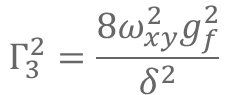 Γ₃² = 8ω²ₓᵧg²_f / δ²